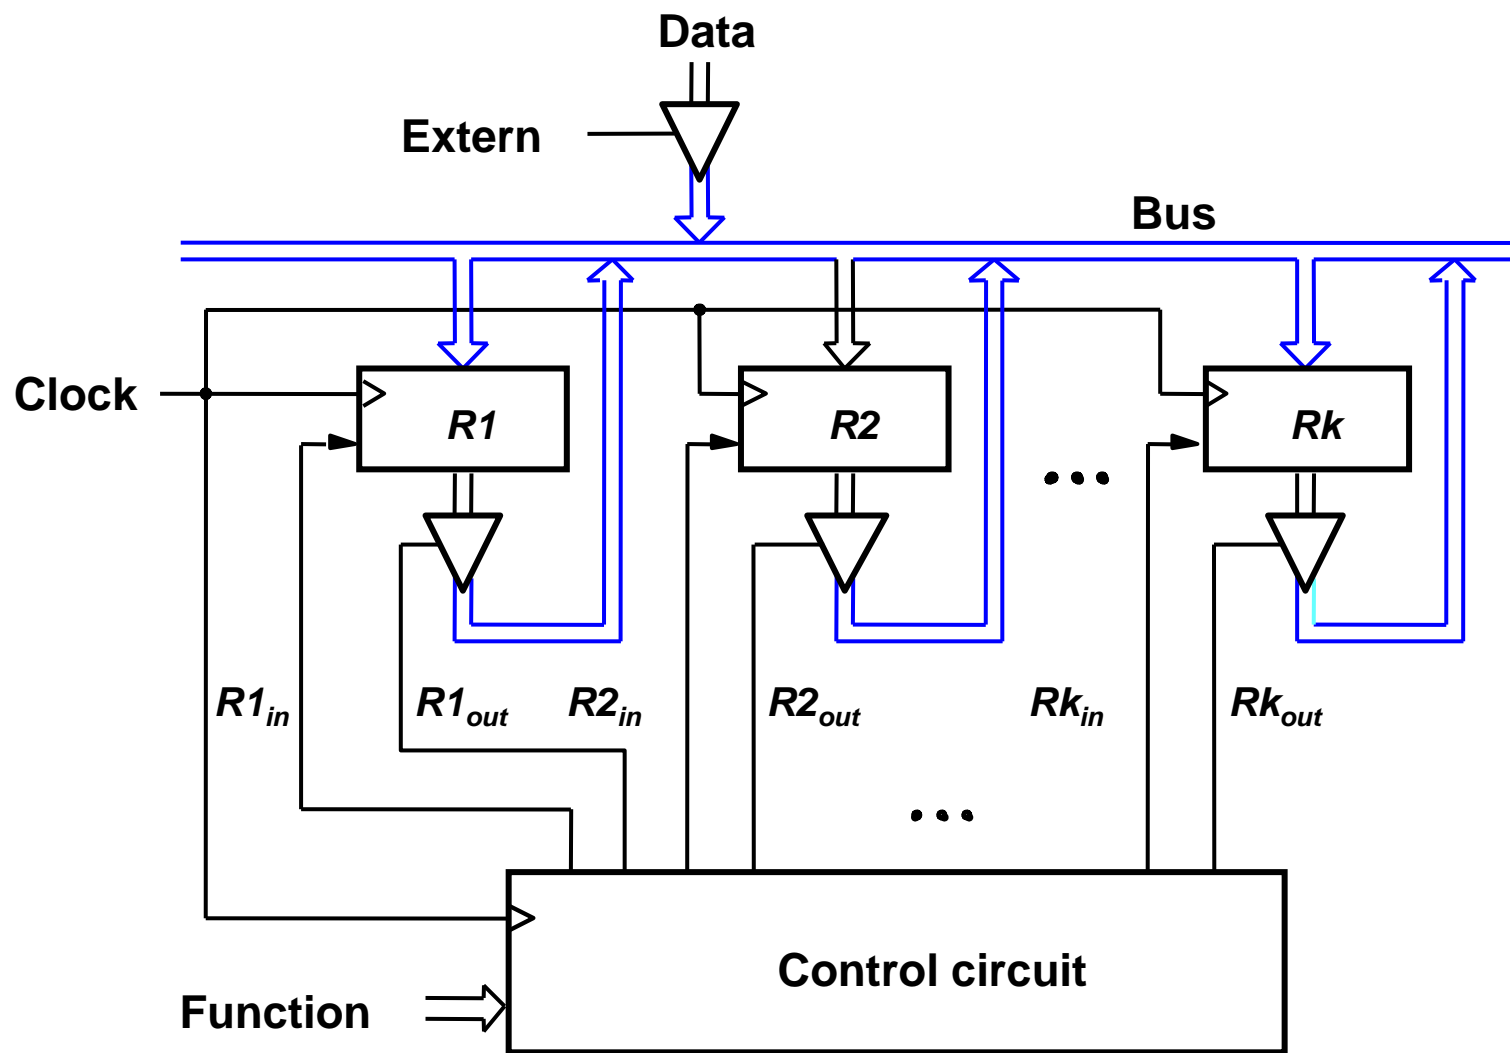 Data
Extern
Bus
Clock
R1
R2
Rk
R1in
R1out
R2in
R2out
Rkin
Rkout
Control circuit
Function